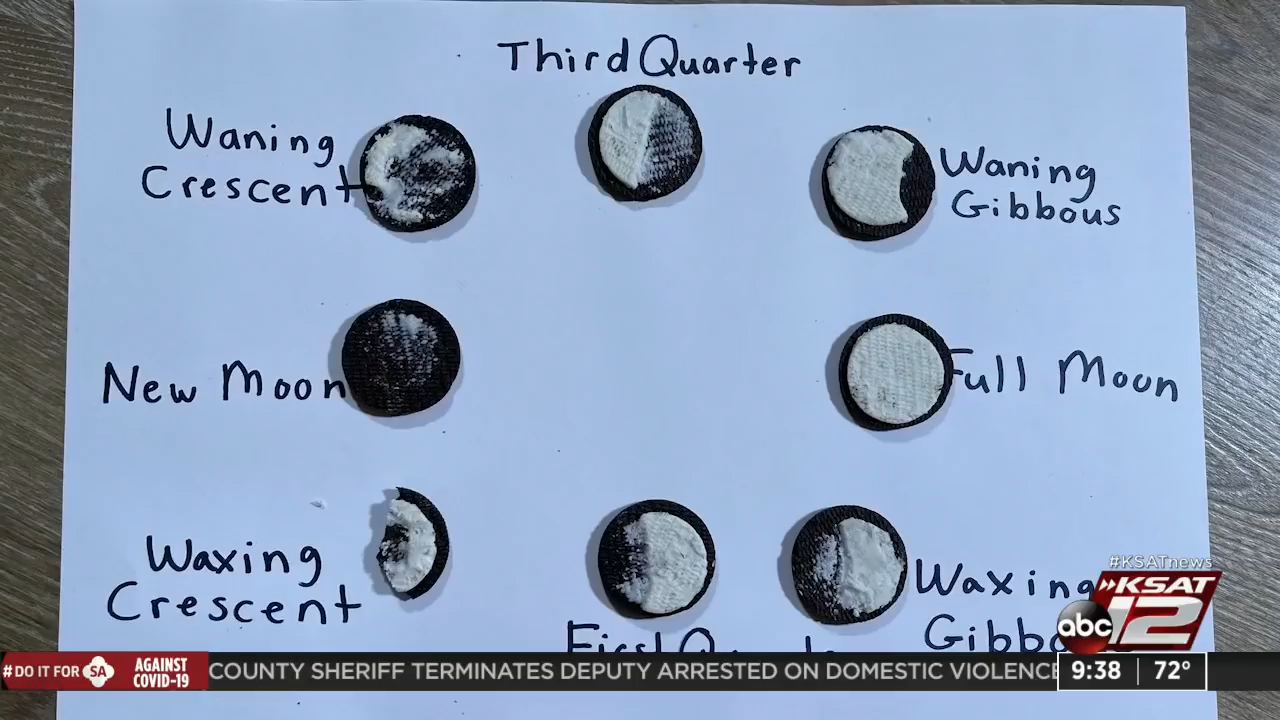 Third Quarter
Waning
Crescent
Waning
Gibbous
New Moon
Full Moon
Waxing
Crescent
Waxing
First
#KSATnews
KSAT
abc 12
#DO IT FOR SA
AGAINST
COVID-19
COUNTY SHERIFF TERMINATES DEPUTY ARRESTED ON DOMESTIC VIOLENCE
9:38 72°